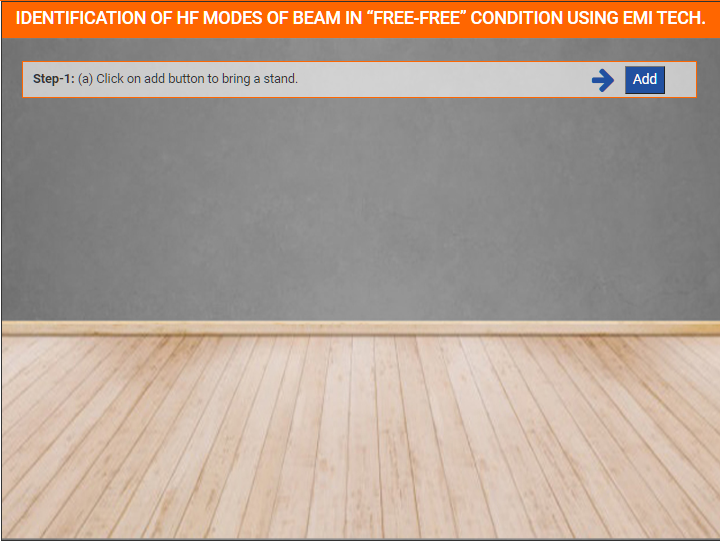 IDENTIFICATION OF HF MODES OF BEAM IN “FREE-FREE” CONDITION USING EMI TECH.
Step-1: (a) Click on add button to bring a stand.
Add